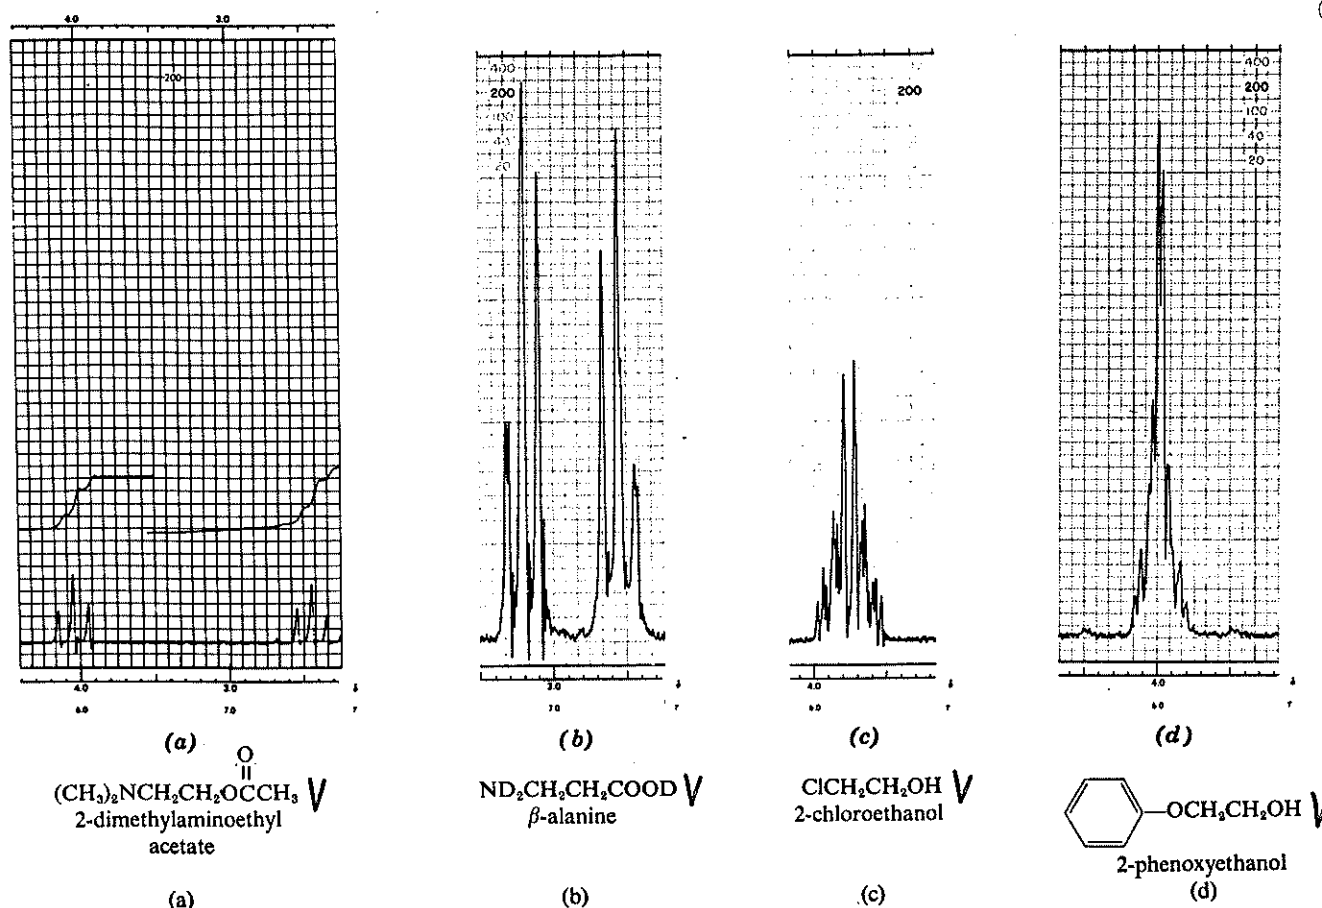 4.0 3.0
200
4.0 3.0 δ
6.0 7.0 τ
(a)
O
(CH₃)₂NCH₂CH₂OCCH₃ V
2-dimethylaminoethyl
acetate
(a)
400
200
100
40
20
3.0 δ
7.0 τ
(b)
ND₂CH₂CH₂COOD V
β-alanine
(b)
200
4.0 δ
6.0 τ
(c)
ClCH₂CH₂OH V
2-chloroethanol
(c)
400
200
100
40
20
4.0 δ
6.0 τ
(d)
—OCH₂CH₂OH V
2-phenoxyethanol
(d)